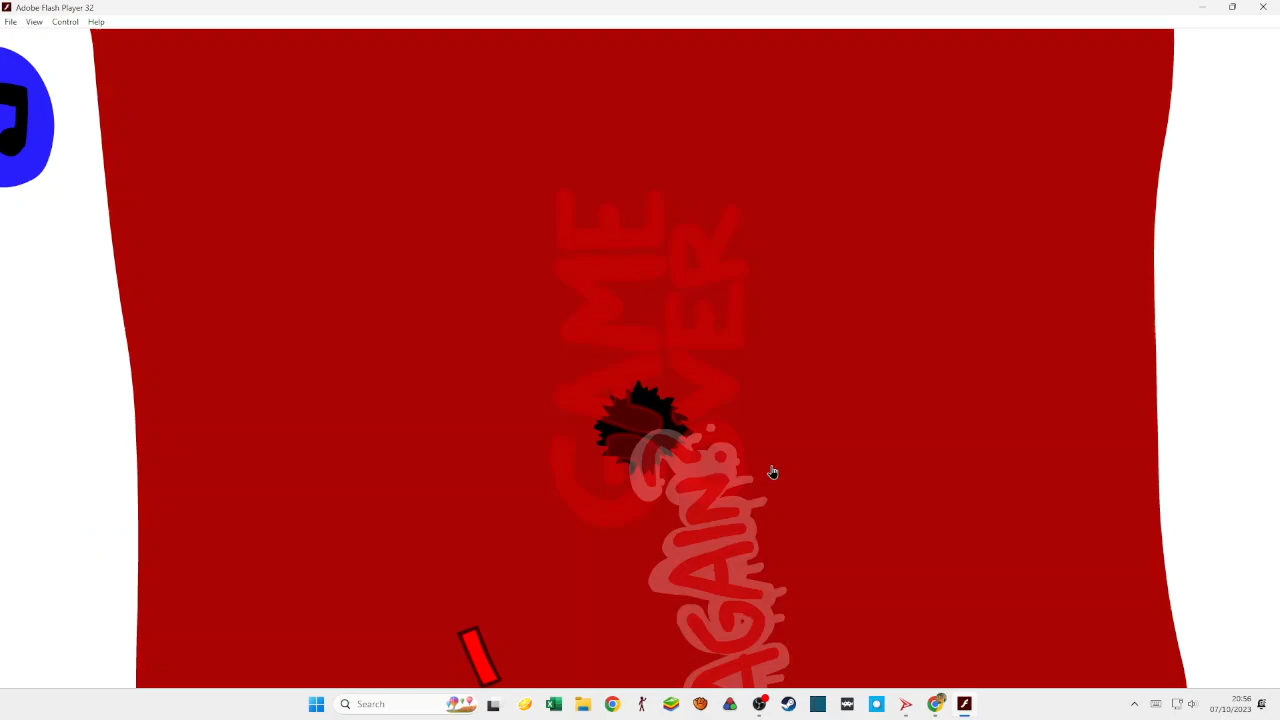 Adobe Flash Player 32
File View Control Help
GAME
OVER
AGAIN
?
Search
20:56
07/10/2023